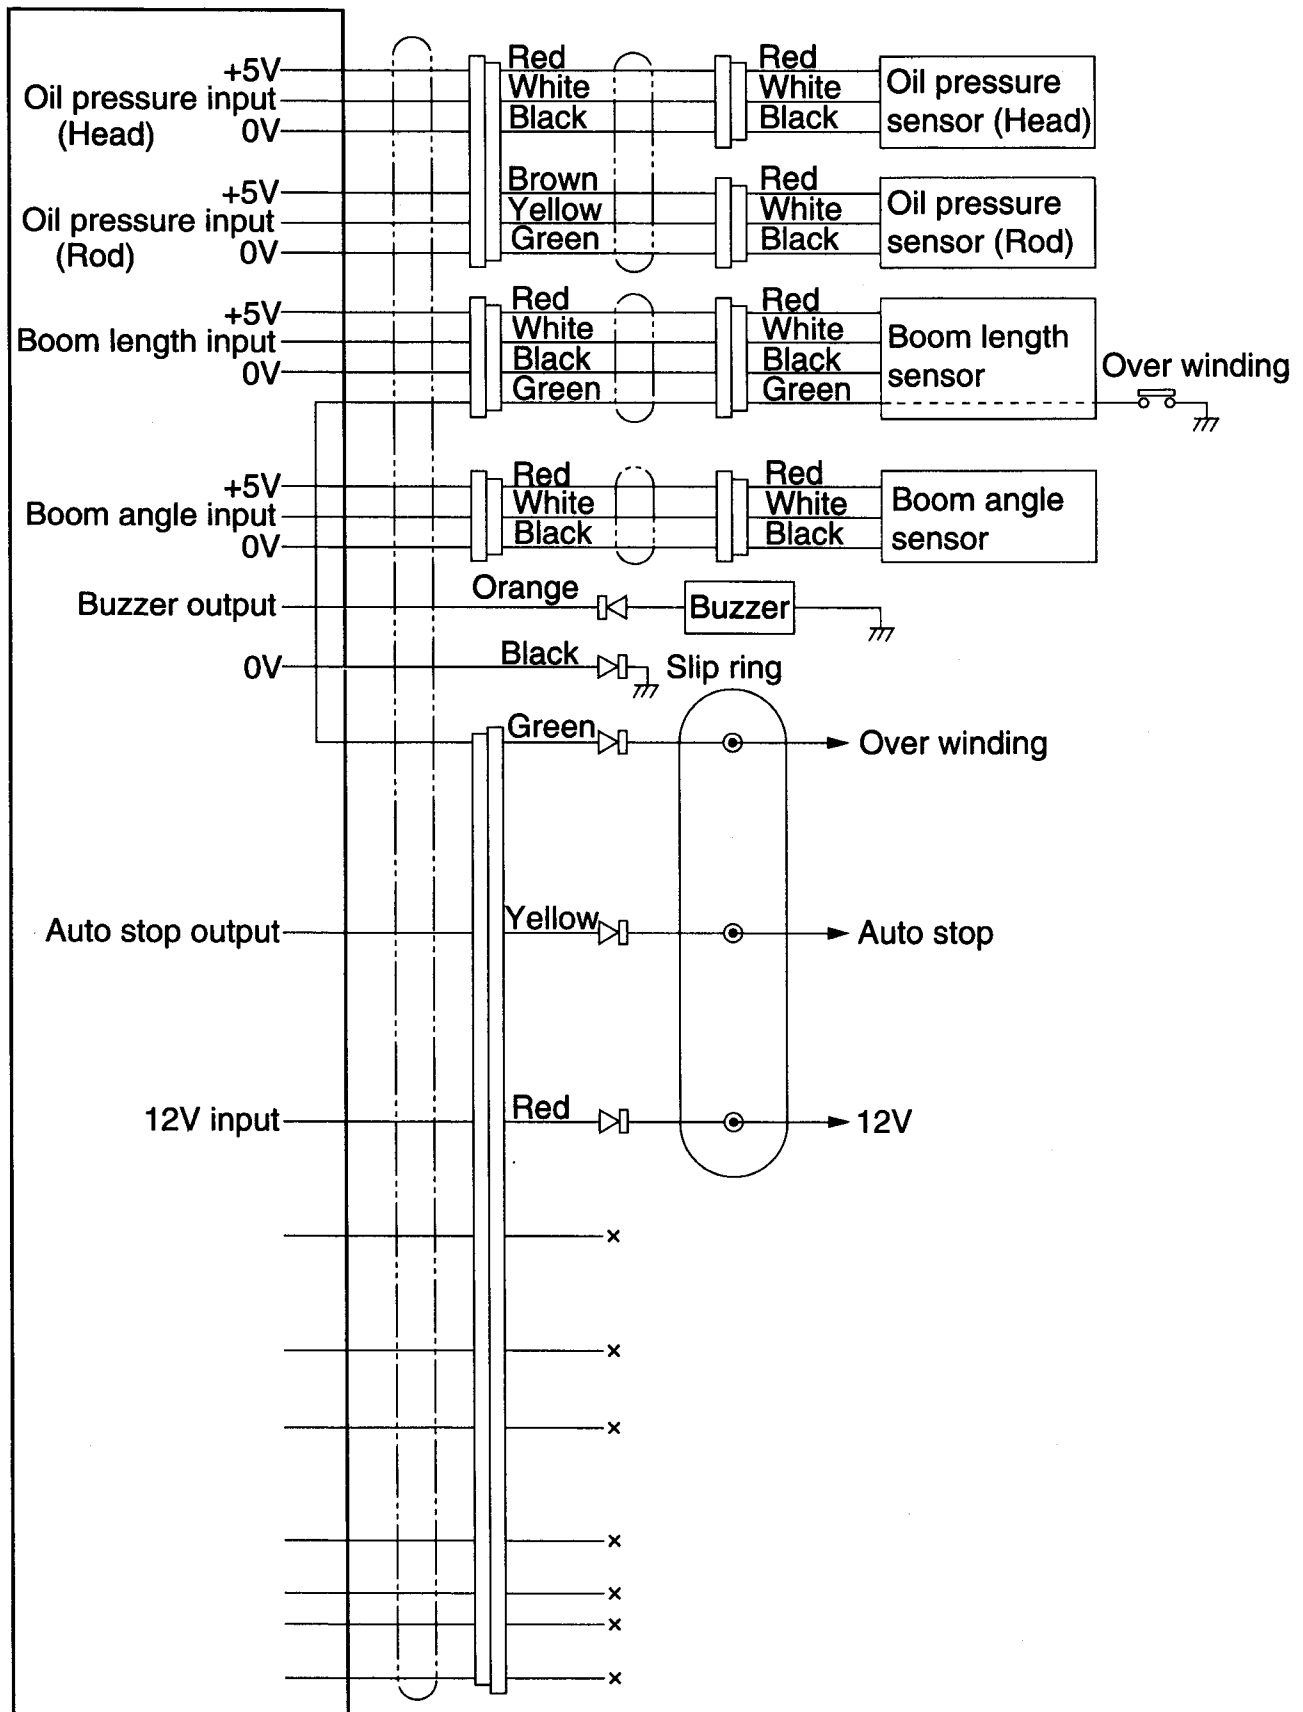 +5V Red Red Oil pressure
Oil pressure input White White sensor (Head)
(Head) 0V Black Black
+5V Brown Red Oil pressure
Oil pressure input Yellow White sensor (Rod)
(Rod) 0V Green Black
+5V Red Red
Boom length input White White Boom length
0V Black Black sensor Over winding
Green Green
+5V Red Red Boom angle
Boom angle input White White sensor
0V Black Black
Buzzer output Orange Buzzer
0V Black Slip ring
Green Over winding
Auto stop output Yellow Auto stop
12V input Red 12V